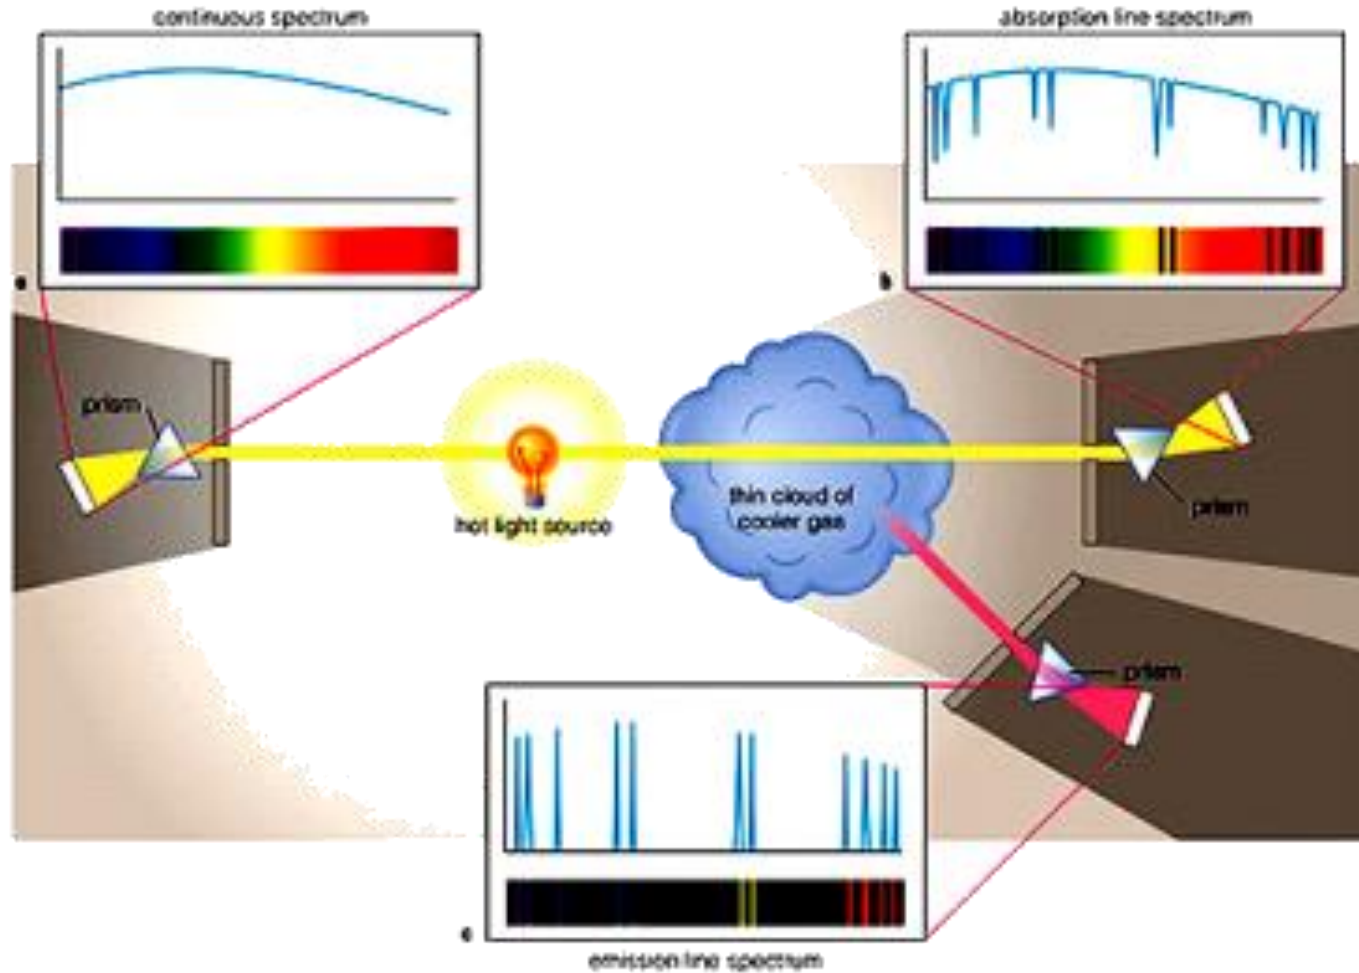 continuous spectrum
absorption line spectrum
a
b
prism
hot light source
thin cloud of
cooler gas
prism
prism
c
emission line spectrum